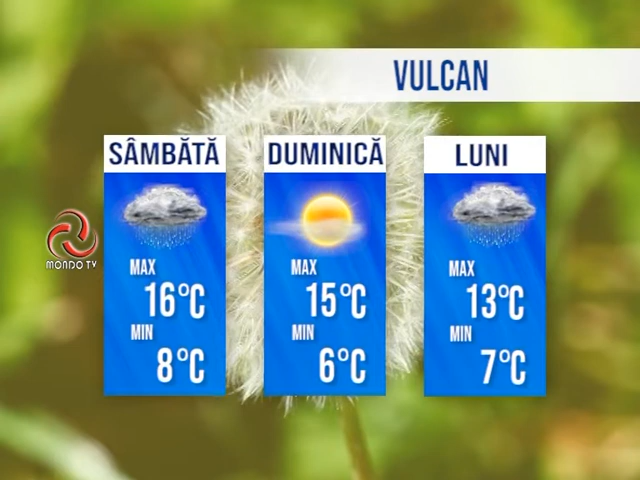 VULCAN
SÂMBĂTĂ
MAX
16°C
MIN
8°C
DUMINICĂ
MAX
15°C
MIN
6°C
LUNI
MAX
13°C
MIN
7°C
MONDO TV